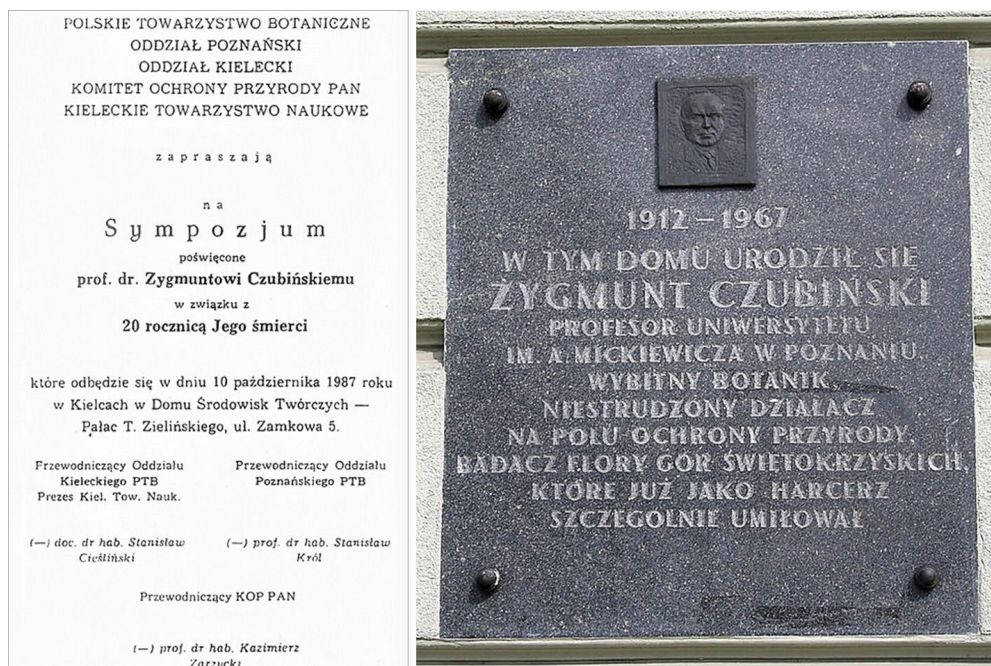 POLSKIE TOWARZYSTWO BOTANICZNE
ODDZIAŁ POZNAŃSKI
ODDZIAŁ KIELECKI
KOMITET OCHRONY PRZYRODY PAN
KIELECKIE TOWARZYSTWO NAUKOWE
zapraszają
na
Sympozjum
poświęcone
prof. dr. Zygmuntowi Czubińskiemu
w związku z
20 rocznicą Jego śmierci
które odbędzie się w dniu 10 października 1987 roku
w Kielcach w Domu Środowisk Twórczych —
Pałac T. Zielińskiego, ul. Zamkowa 5.
Przewodniczący Oddziału
Kieleckiego PTB
Prezes Kiel. Tow. Nauk.
(—) doc. dr hab. Stanisław
Cieśliński
Przewodniczący Oddziału
Poznańskiego PTB
(—) prof. dr hab. Stanisław
Król
Przewodniczący KOP PAN
(—) prof. dr hab. Kazimierz
Zarzycki
1912 – 1967
W TYM DOMU URODZIŁ SIĘ
ZYGMUNT CZUBIŃSKI
PROFESOR UNIWERSYTETU
IM. A. MICKIEWICZA W POZNANIU,
WYBITNY BOTANIK,
NIESTRUDZONY DZIAŁACZ
NA POLU OCHRONY PRZYRODY,
BADACZ FLORY GÓR ŚWIĘTOKRZYSKICH,
KTÓRE JUŻ JAKO HARCERZ
SZCZEGÓLNIE UMIŁOWAŁ